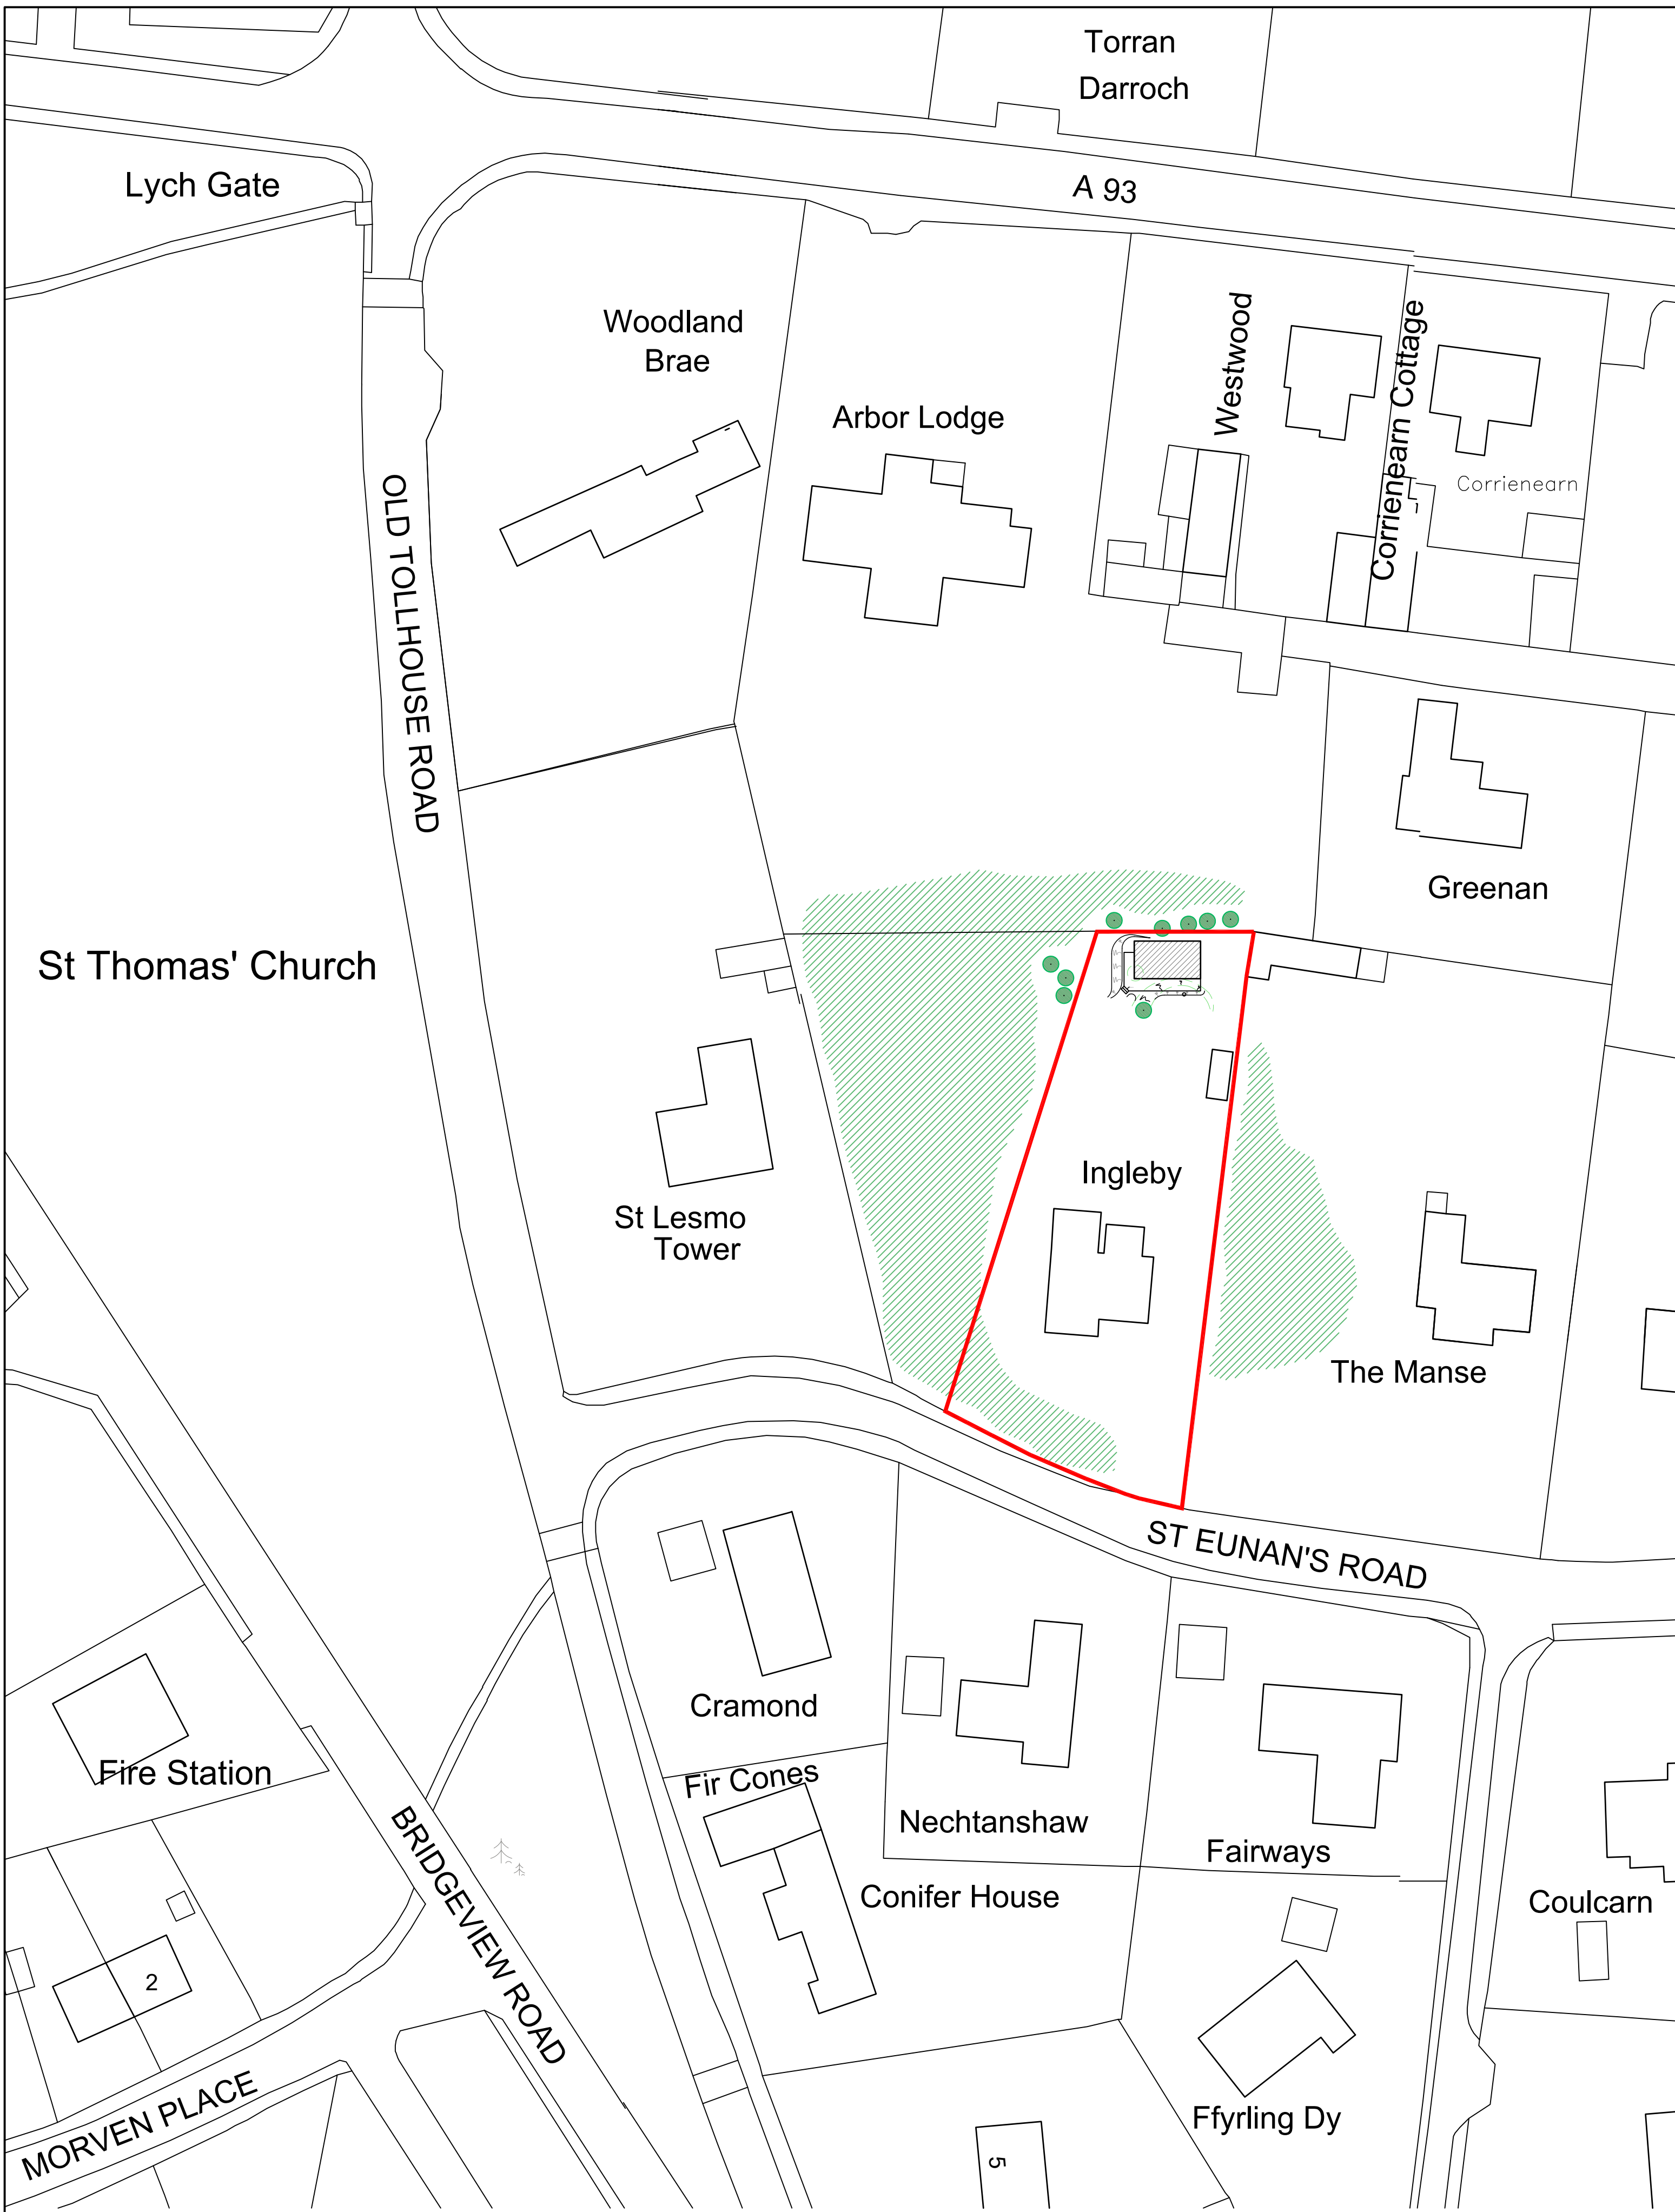 Torran
Darroch
Lych Gate
A 93
Woodland
Brae
Westwood
Corrienearn Cottage
Arbor Lodge
Corrienearn
OLD TOLLHOUSE ROAD
Greenan
St Thomas' Church
Ingleby
St Lesmo
Tower
The Manse
ST EUNAN'S ROAD
Cramond
Fire Station
Fir Cones
Nechtanshaw
Fairways
BRIDGEVIEW ROAD
Conifer House
Coulcarn
2
MORVEN PLACE
Ffyrling Dy
5